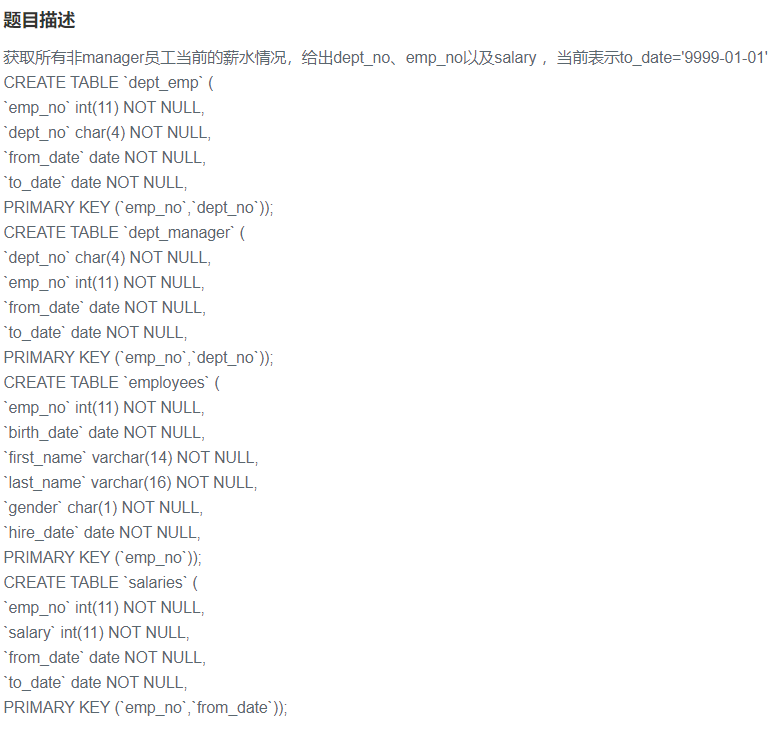 题目描述
获取所有非manager员工当前的薪水情况，给出dept_no、emp_no以及salary ，当前表示to_date='9999-01-01'
CREATE TABLE `dept_emp` (
`emp_no` int(11) NOT NULL,
`dept_no` char(4) NOT NULL,
`from_date` date NOT NULL,
`to_date` date NOT NULL,
PRIMARY KEY (`emp_no`,`dept_no`));
CREATE TABLE `dept_manager` (
`dept_no` char(4) NOT NULL,
`emp_no` int(11) NOT NULL,
`from_date` date NOT NULL,
`to_date` date NOT NULL,
PRIMARY KEY (`emp_no`,`dept_no`));
CREATE TABLE `employees` (
`emp_no` int(11) NOT NULL,
`birth_date` date NOT NULL,
`first_name` varchar(14) NOT NULL,
`last_name` varchar(16) NOT NULL,
`gender` char(1) NOT NULL,
`hire_date` date NOT NULL,
PRIMARY KEY (`emp_no`));
CREATE TABLE `salaries` (
`emp_no` int(11) NOT NULL,
`salary` int(11) NOT NULL,
`from_date` date NOT NULL,
`to_date` date NOT NULL,
PRIMARY KEY (`emp_no`,`from_date`));